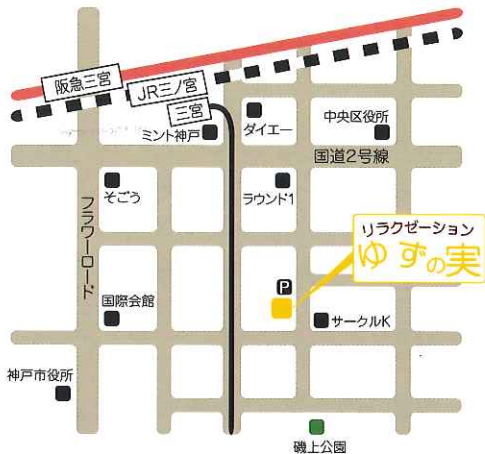 阪急三宮
JR三ノ宮
三宮
ミント神戸
ダイエー
中央区役所
国道2号線
そごう
ラウンド1
フラワーロード
リラクゼーション
ゆずの実
P
国際会館
サークルK
神戸市役所
磯上公園